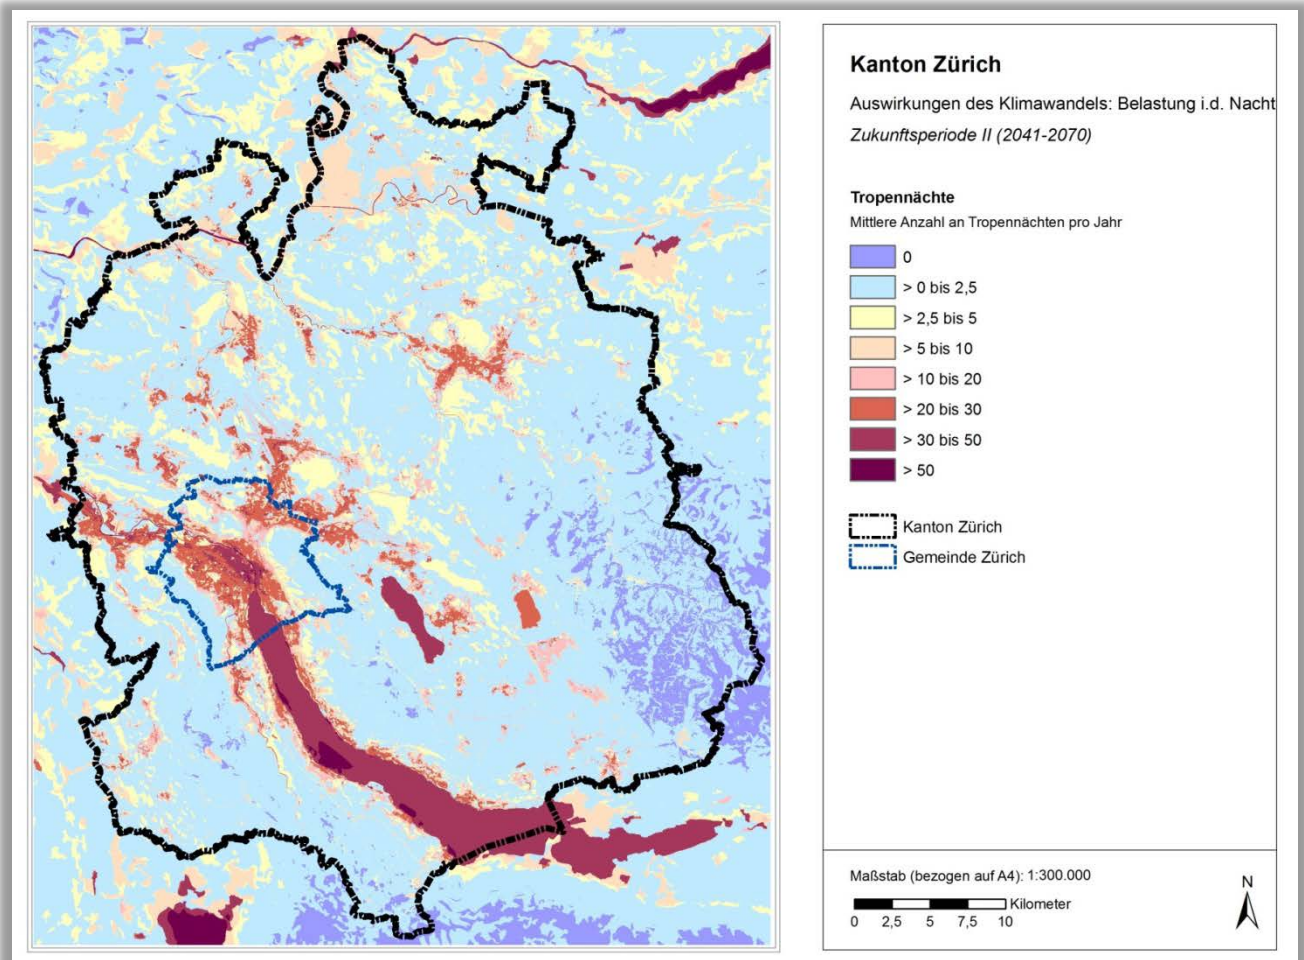 Kanton Zürich
Auswirkungen des Klimawandels: Belastung i.d. Nacht
Zukunftsperiode II (2041-2070)
Tropennächte
Mittlere Anzahl an Tropennächten pro Jahr
0
> 0 bis 2,5
> 2,5 bis 5
> 5 bis 10
> 10 bis 20
> 20 bis 30
> 30 bis 50
> 50
Kanton Zürich
Gemeinde Zürich
Maßstab (bezogen auf A4): 1:300.000
Kilometer
0 2,5 5 7,5 10
N